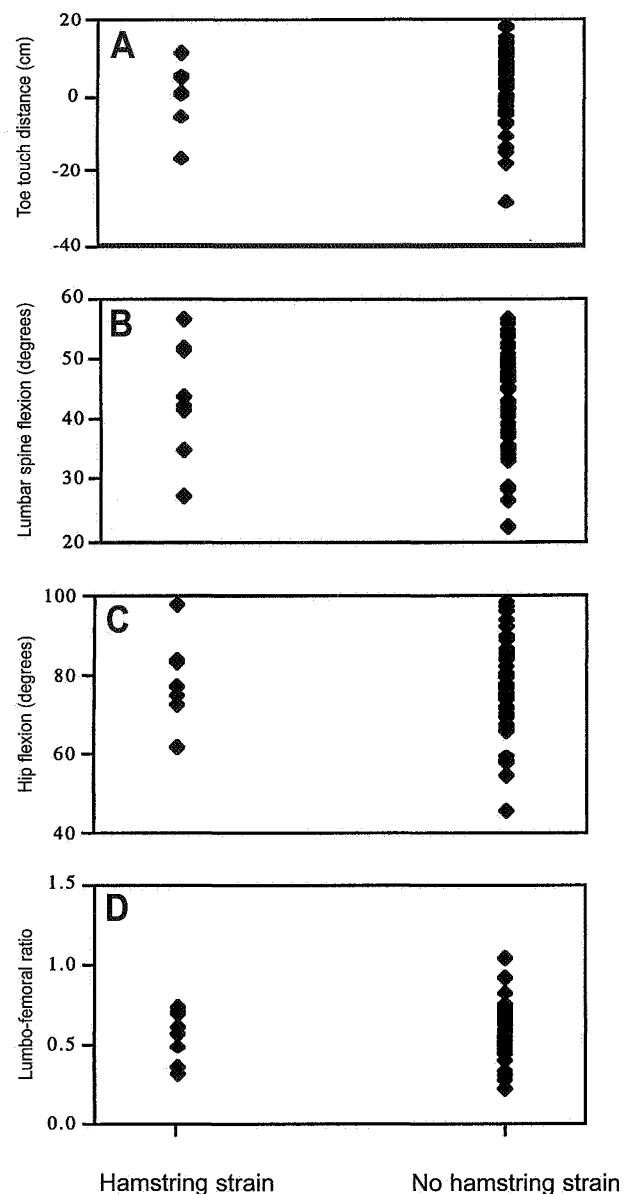 A
Toe touch distance (cm)
20
0
-20
-40
B
Lumbar spine flexion (degrees)
60
50
40
30
20
C
Hip flexion (degrees)
100
80
60
40
D
Lumbo-femoral ratio
1.5
1.0
0.5
0.0
Hamstring strain No hamstring strain